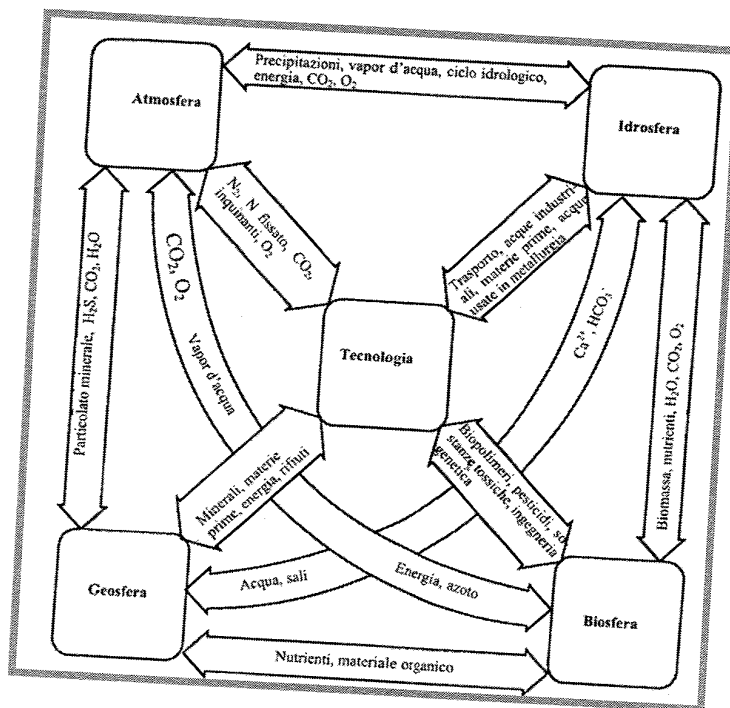 Precipitazioni, vapor d'acqua, ciclo idrologico,
energia, CO₂, O₂
Atmosfera
Idrosfera
N₂, N fissato, CO₂,
inquinanti, O₂
Trasporto, acque industri-
ali, materie prime, acqua
usate in metallurgia
Particolato minerale, H₂S, CO₂, H₂O
CO₂, O₂
Vapor d'acqua
Energia, azoto
Tecnologia
Ca²⁺, HCO₃⁻
Acqua, sali
Biomassa, nutrienti, H₂O, CO₂, O₂
Minerali, materie
prime, energia, rifiuti
Biopolimeri, pesticidi, so-
stanze tossiche, ingegneria
genetica
Geosfera
Biosfera
Nutrienti, materiale organico